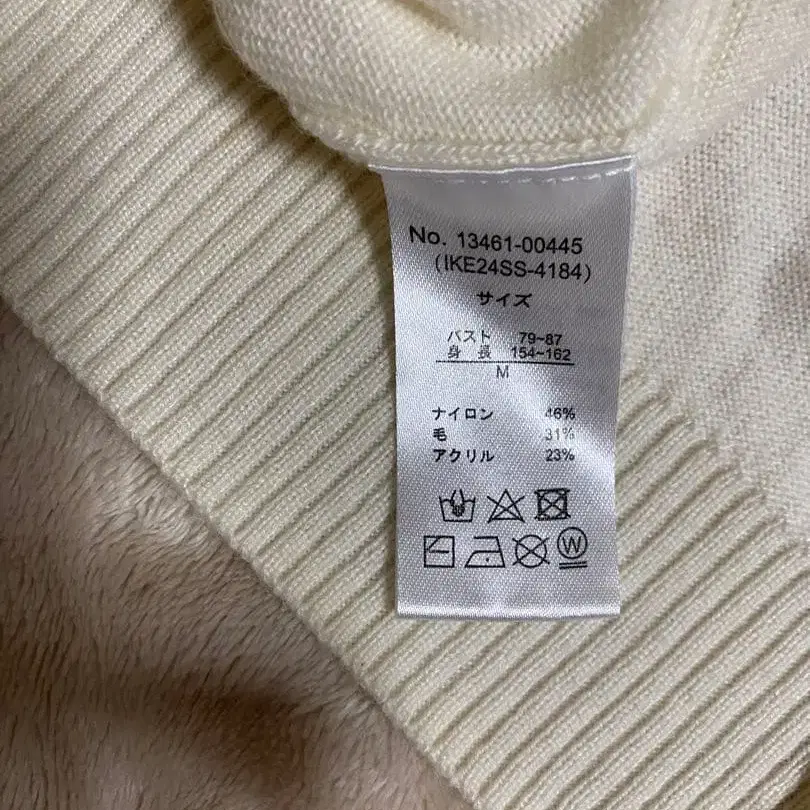 No. 13461-00445
(IKE24SS-4184)
サイズ
バスト 79~87
身 長 154~162
M
ナイロン 46%
毛 31%
アクリル 23%
W